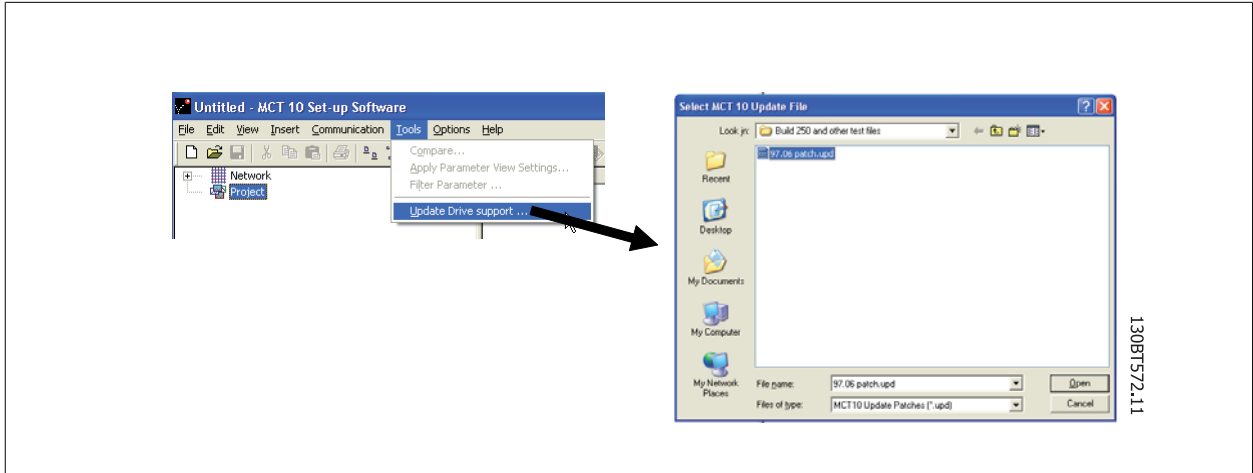 Untitled - MCT 10 Set-up Software
File Edit View Insert Communication Tools Options Help
Compare...
Apply Parameter View Settings...
Filter Parameter ...
Update Drive support ...
Network
Project
Select MCT 10 Update File
Look in: Build 250 and other test files
97.06 patch.upd
Recent
Desktop
My Documents
My Computer
My Network
Places
File name: 97.06 patch.upd Open
Files of type: MCT10 Update Patches (*.upd) Cancel
130BT572.11